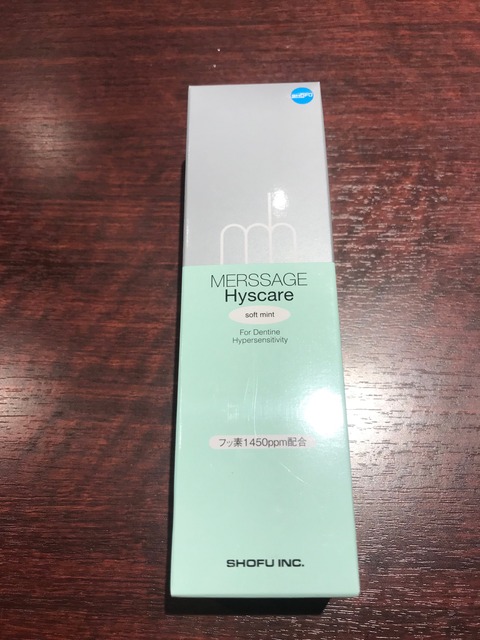 SHOFU
MERSSAGE
Hyscare
soft mint
For Dentine
Hypersensitivity
フッ素1450ppm配合
SHOFU INC.